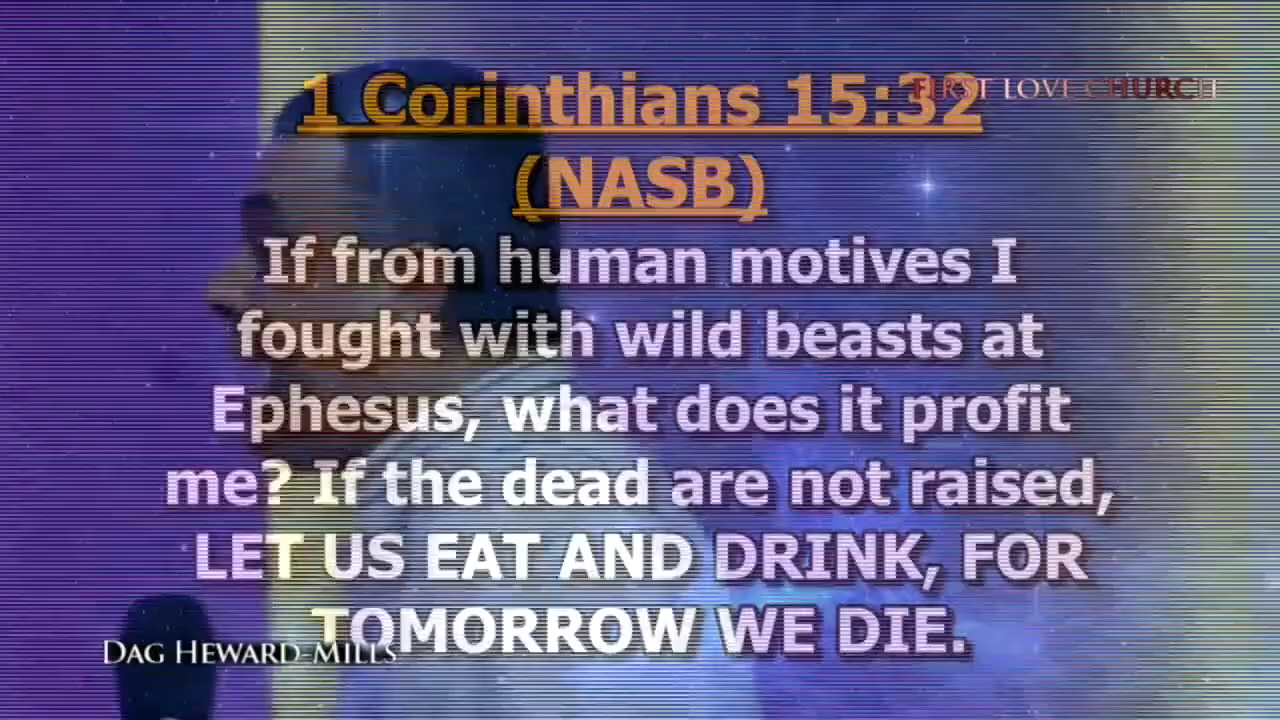 1 Corinthians 15:32
FIRST LOVE CHURCH
(NASB)
If from human motives I
fought with wild beasts at
Ephesus, what does it profit
me? If the dead are not raised,
LET US EAT AND DRINK, FOR
TOMORROW WE DIE.
DAG HEWARD-MILLS